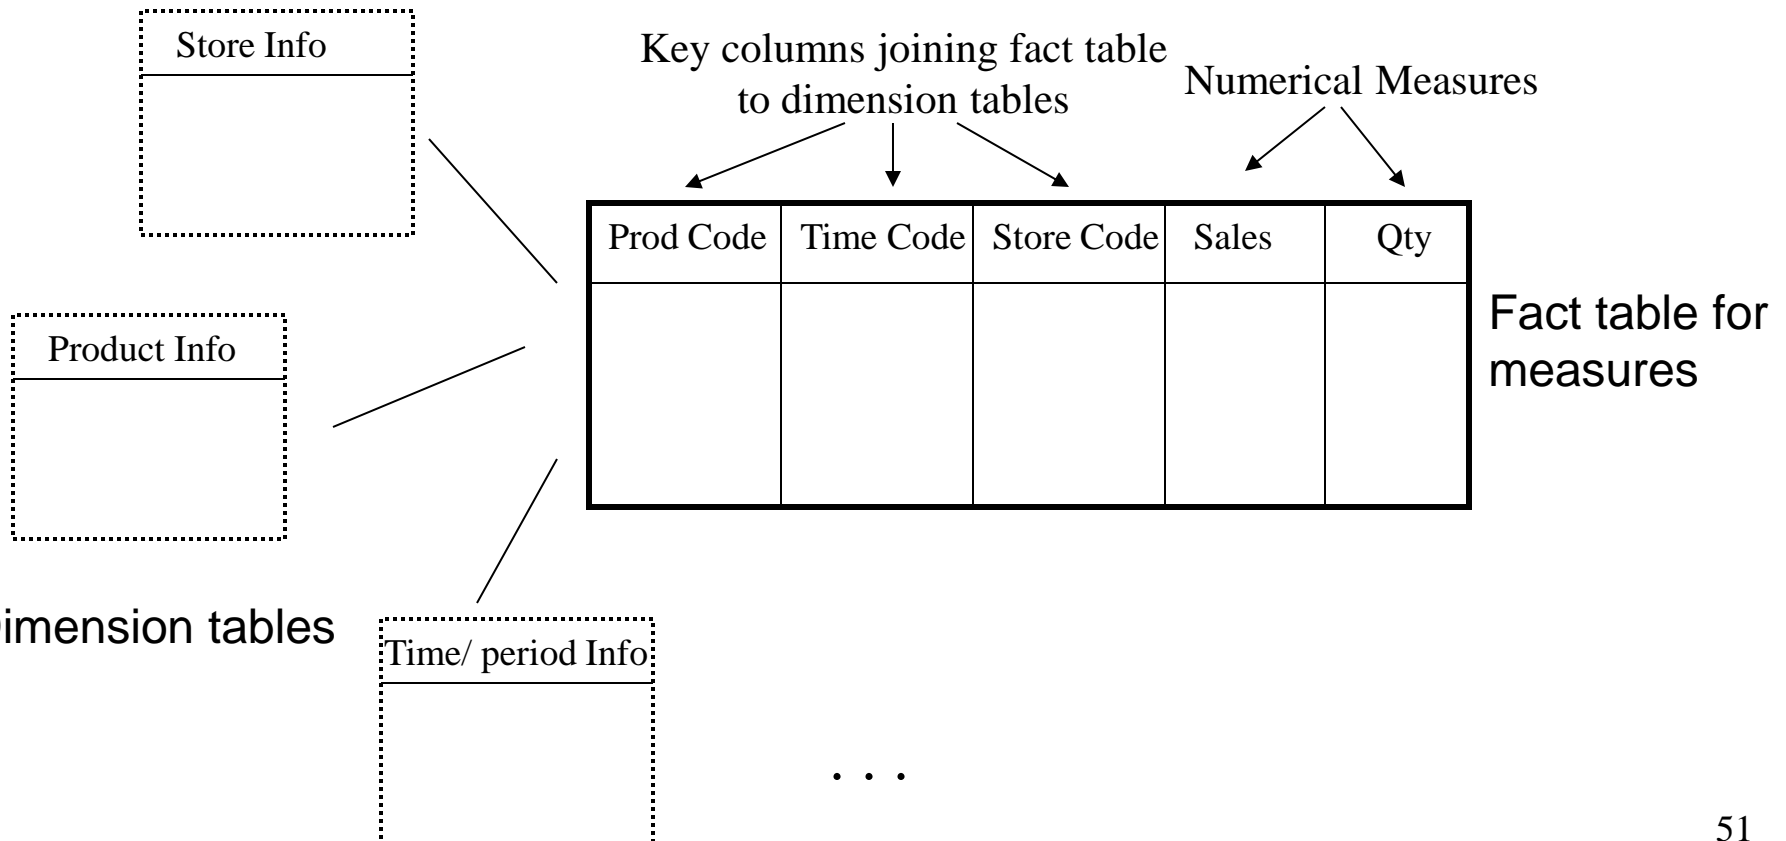 Store Info
Key columns joining fact table
to dimension tables
Numerical Measures
Prod Code Time Code Store Code Sales Qty
Fact table for
measures
Product Info
imension tables
Time/ period Info
. . .
51